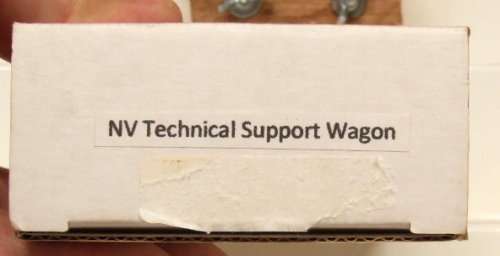 NV Technical Support Wagon